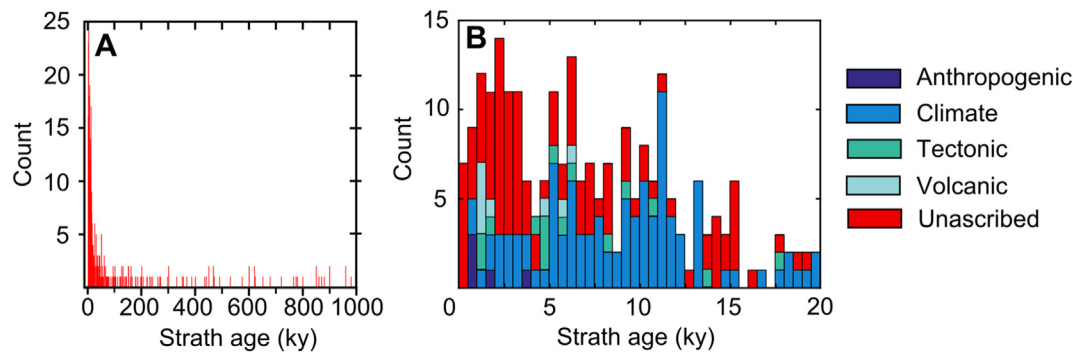 A
Count
25
20
15
10
5
0 200 400 600 800 1000
Strath age (ky)
B
Count
15
10
5
0 5 10 15 20
Strath age (ky)
Anthropogenic
Climate
Tectonic
Volcanic
Unascribed